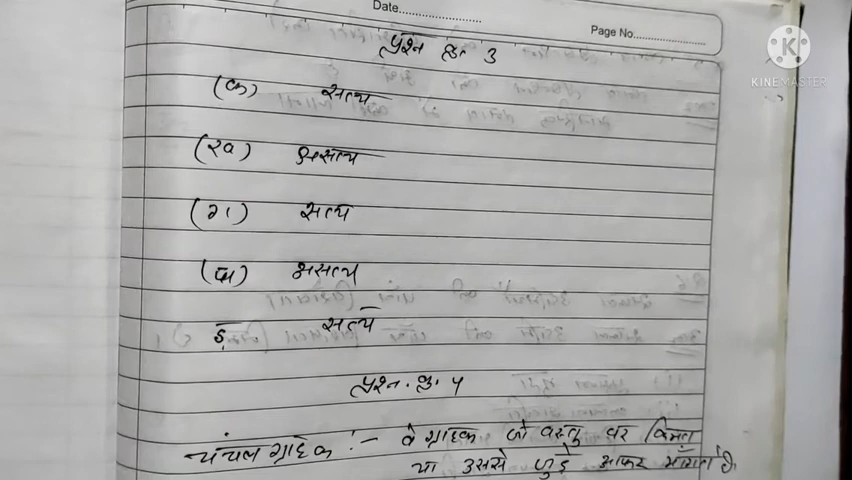 Date
Page No.
KINEMASTER
प्रश्न क्र. 3
(क) सत्य
(ख) असत्य
(ग) सत्य
(घ) असत्य
ड़ सत्य
प्रश्न. क्र. 4
चंचल ग्राहक :- वे ग्राहक जो वस्तु पर
या उससे जुड़े आफर